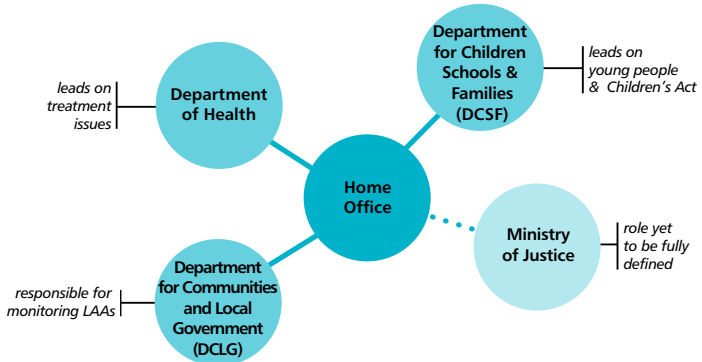 Department
for Children
Schools &
Families
(DCSF)
leads on
young people
& Children's Act
leads on
treatment
issues
Department
of Health
Home
Office
Ministry
of Justice
role yet
to be fully
defined
responsible for
monitoring LAAs
Department
for Communities
and Local
Government
(DCLG)